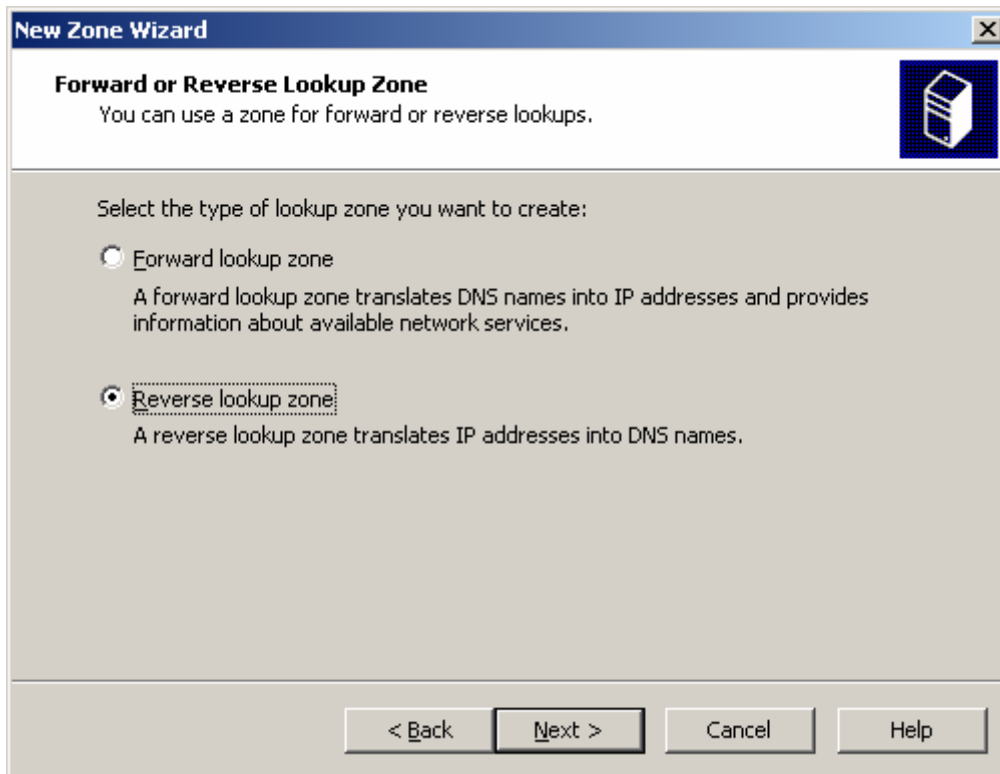 New Zone Wizard
Forward or Reverse Lookup Zone
You can use a zone for forward or reverse lookups.
Select the type of lookup zone you want to create:
Forward lookup zone
A forward lookup zone translates DNS names into IP addresses and provides
information about available network services.
Reverse lookup zone
A reverse lookup zone translates IP addresses into DNS names.
< Back
Next >
Cancel
Help